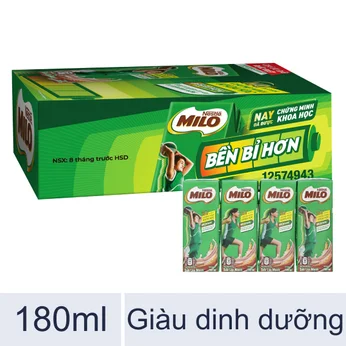 Nestlé
MILO
NAY
ĐÃ ĐƯỢC
CHỨNG MINH
KHOA HỌC
BỀN BỈ HƠN
NSX: 8 tháng trước HSD
12574943
MILO
MILO
MILO
MILO
180ml
Giàu dinh dưỡng